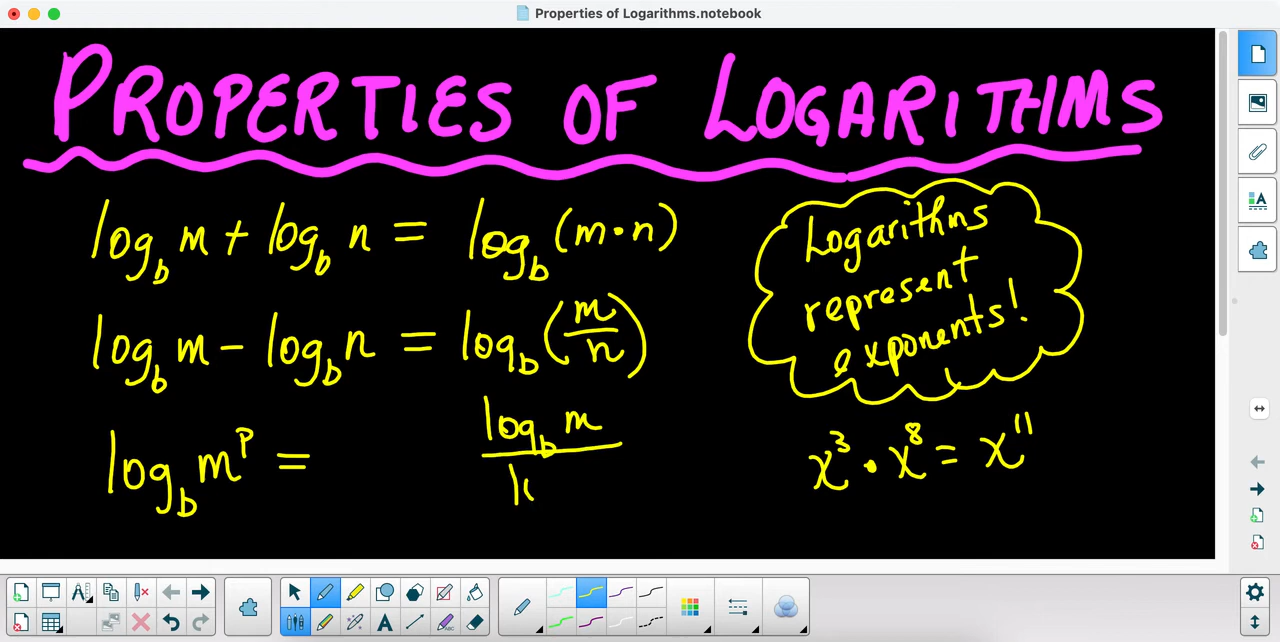 Properties of Logarithms.notebook
PROPERTIES OF LOGARITHMS
log_b m + log_b n = log_b (m · n)
log_b m − log_b n = log_b (m/n)
log_b m^p =
log_b m
Logarithms
represent
exponents!
x^3 · x^8 = x^11